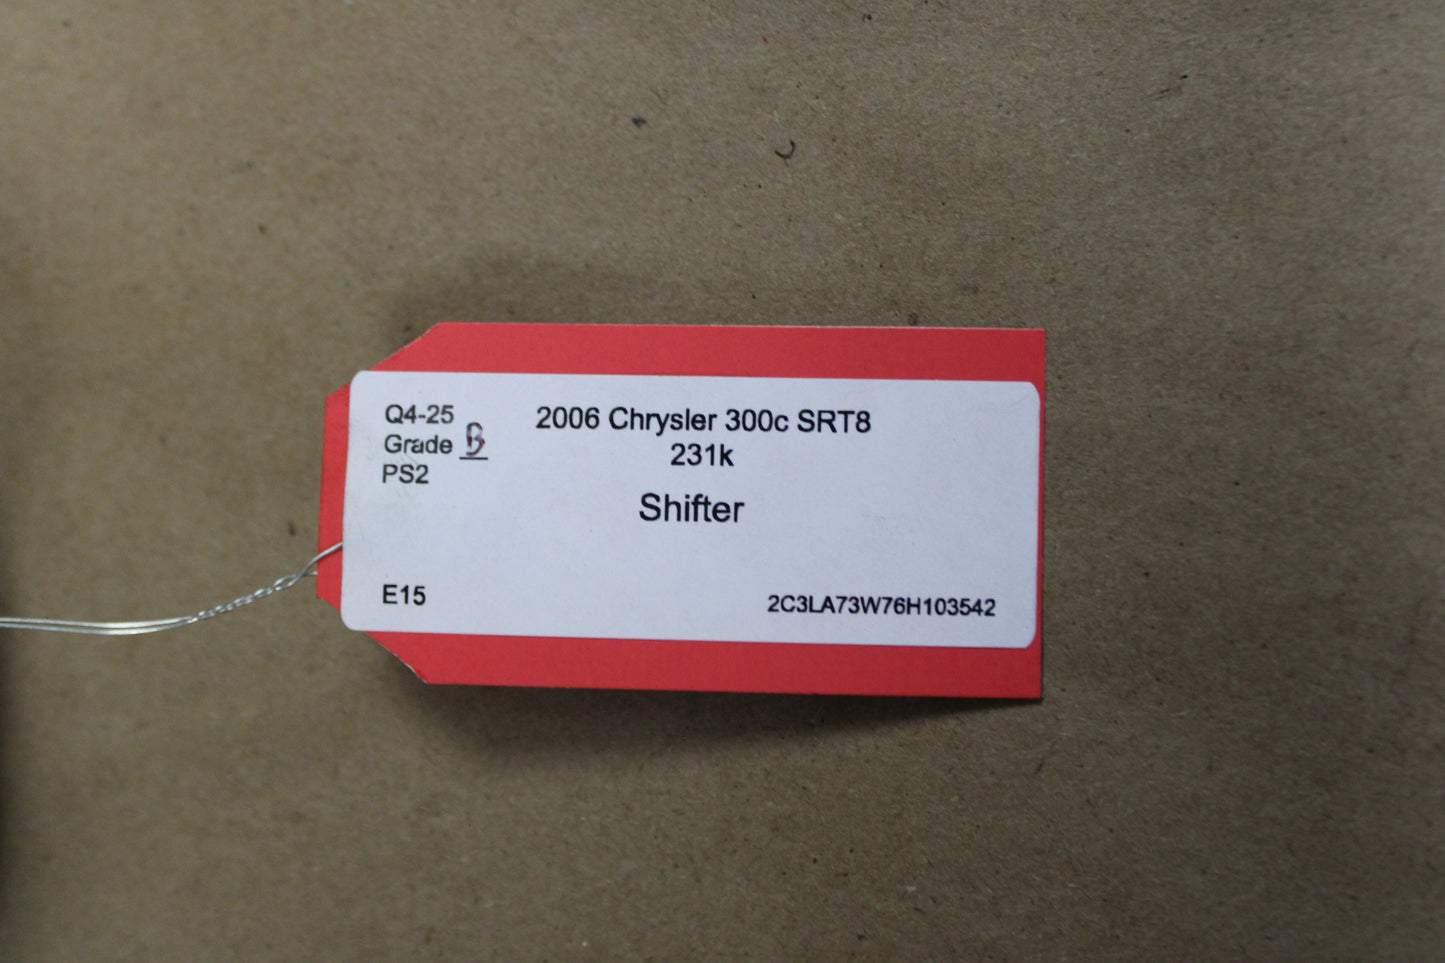 Q4-25
Grade B
PS2
2006 Chrysler 300c SRT8
231k
Shifter
E15
2C3LA73W76H103542